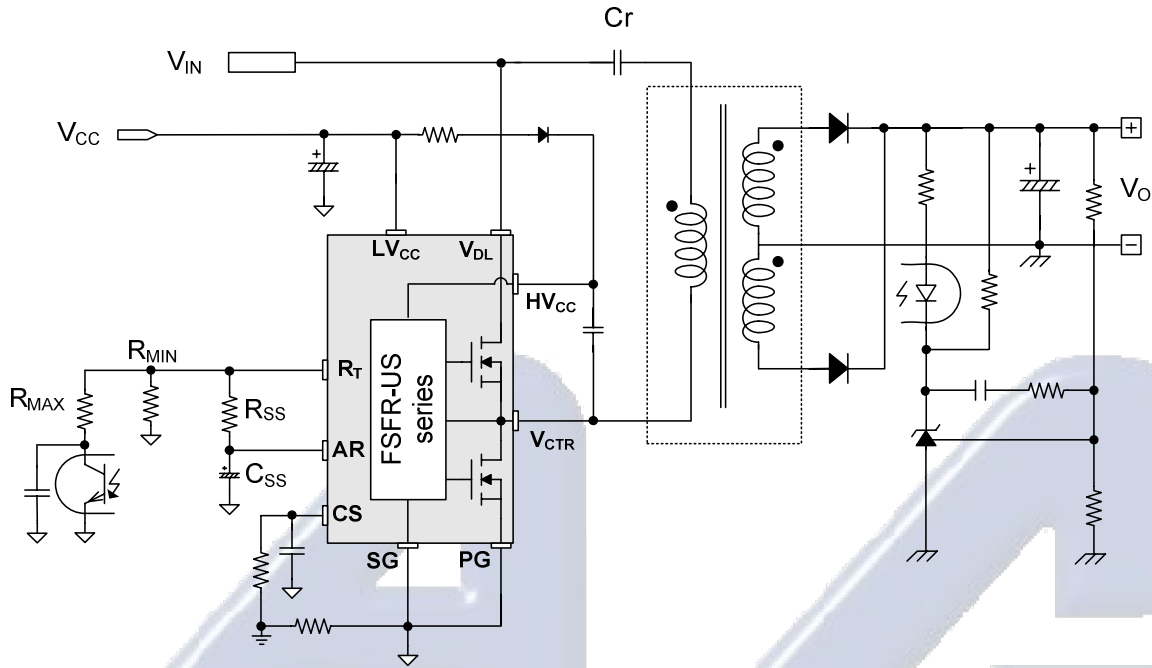 Cr
V_IN
V_CC
+
+
+
V_O
−
LV_CC
V_DL
HV_CC
R_MIN
R_T
R_MAX
R_SS
FSFR-US
series
V_CTR
AR
+
C_SS
CS
SG
PG